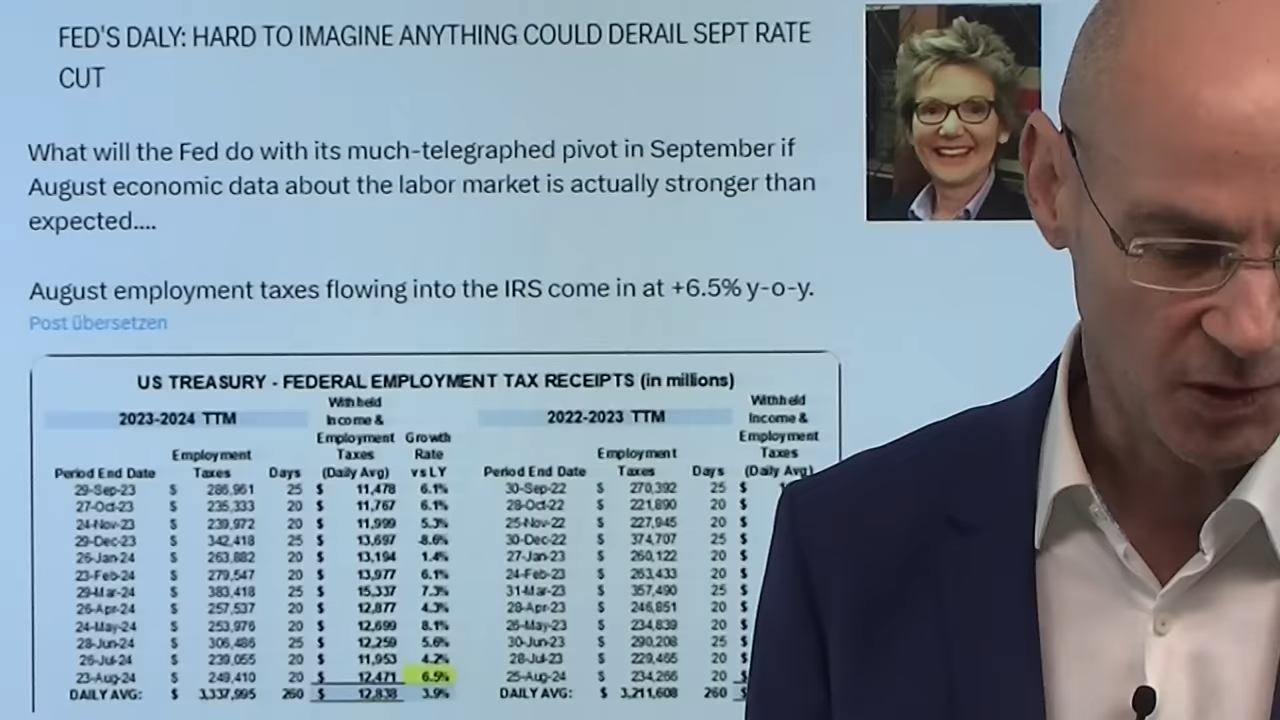 FED'S DALY: HARD TO IMAGINE ANYTHING COULD DERAIL SEPT RATE
CUT
What will the Fed do with its much-telegraphed pivot in September if
August economic data about the labor market is actually stronger than
expected....
August employment taxes flowing into the IRS come in at +6.5% y-o-y.
Post übersetzen
US TREASURY - FEDERAL EMPLOYMENT TAX RECEIPTS (in millions)
2023-2024 TTM
Withheld
Income &
Employment
Taxes
(Daily Avg)
Growth
Rate
vs LY
2022-2023 TTM
Withheld
Income &
Employment
Taxes
(Daily Avg)
Period End Date Employment Taxes Days
Period End Date Employment Taxes Days
29-Sep-23 $ 286,961 25 $ 11,478 6.1% 30-Sep-22 $ 270,392 25 $
27-Oct-23 $ 235,333 20 $ 11,767 6.1% 28-Oct-22 $ 221,890 20 $
24-Nov-23 $ 239,972 20 $ 11,999 5.3% 25-Nov-22 $ 227,945 20 $
29-Dec-23 $ 342,418 25 $ 13,697 -8.6% 30-Dec-22 $ 374,707 25 $
26-Jan-24 $ 263,882 20 $ 13,194 1.4% 27-Jan-23 $ 260,122 20 $
23-Feb-24 $ 279,547 20 $ 13,977 6.1% 24-Feb-23 $ 263,433 20 $
29-Mar-24 $ 383,418 25 $ 15,337 7.3% 31-Mar-23 $ 357,490 25 $
26-Apr-24 $ 257,537 20 $ 12,877 4.3% 28-Apr-23 $ 246,851 20 $
24-May-24 $ 253,976 20 $ 12,699 8.1% 26-May-23 $ 234,839 20 $
28-Jun-24 $ 306,486 25 $ 12,259 5.6% 30-Jun-23 $ 290,208 25 $
26-Jul-24 $ 239,055 20 $ 11,953 4.2% 28-Jul-23 $ 229,465 20 $
23-Aug-24 $ 249,410 20 $ 12,471 6.5% 25-Aug-24 $ 234,266 20 $
DAILY AVG: $ 3,337,995 260 $ 12,838 3.9% DAILY AVG: $ 3,211,608 260 $